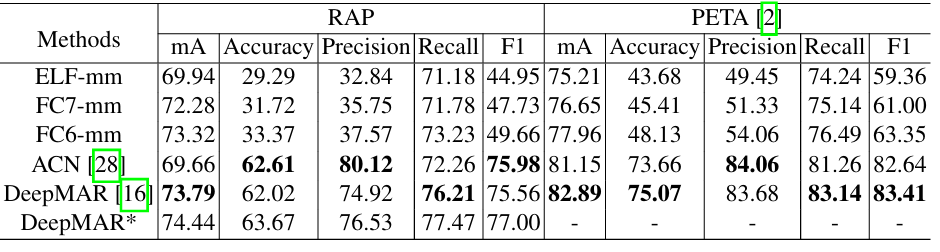 Methods RAP PETA [2]
mA Accuracy Precision Recall F1 mA Accuracy Precision Recall F1
ELF-mm 69.94 29.29 32.84 71.18 44.95 75.21 43.68 49.45 74.24 59.36
FC7-mm 72.28 31.72 35.75 71.78 47.73 76.65 45.41 51.33 75.14 61.00
FC6-mm 73.32 33.37 37.57 73.23 49.66 77.96 48.13 54.06 76.49 63.35
ACN [28] 69.66 62.61 80.12 72.26 75.98 81.15 73.66 84.06 81.26 82.64
DeepMAR [16] 73.79 62.02 74.92 76.21 75.56 82.89 75.07 83.68 83.14 83.41
DeepMAR* 74.44 63.67 76.53 77.47 77.00 - - - - -